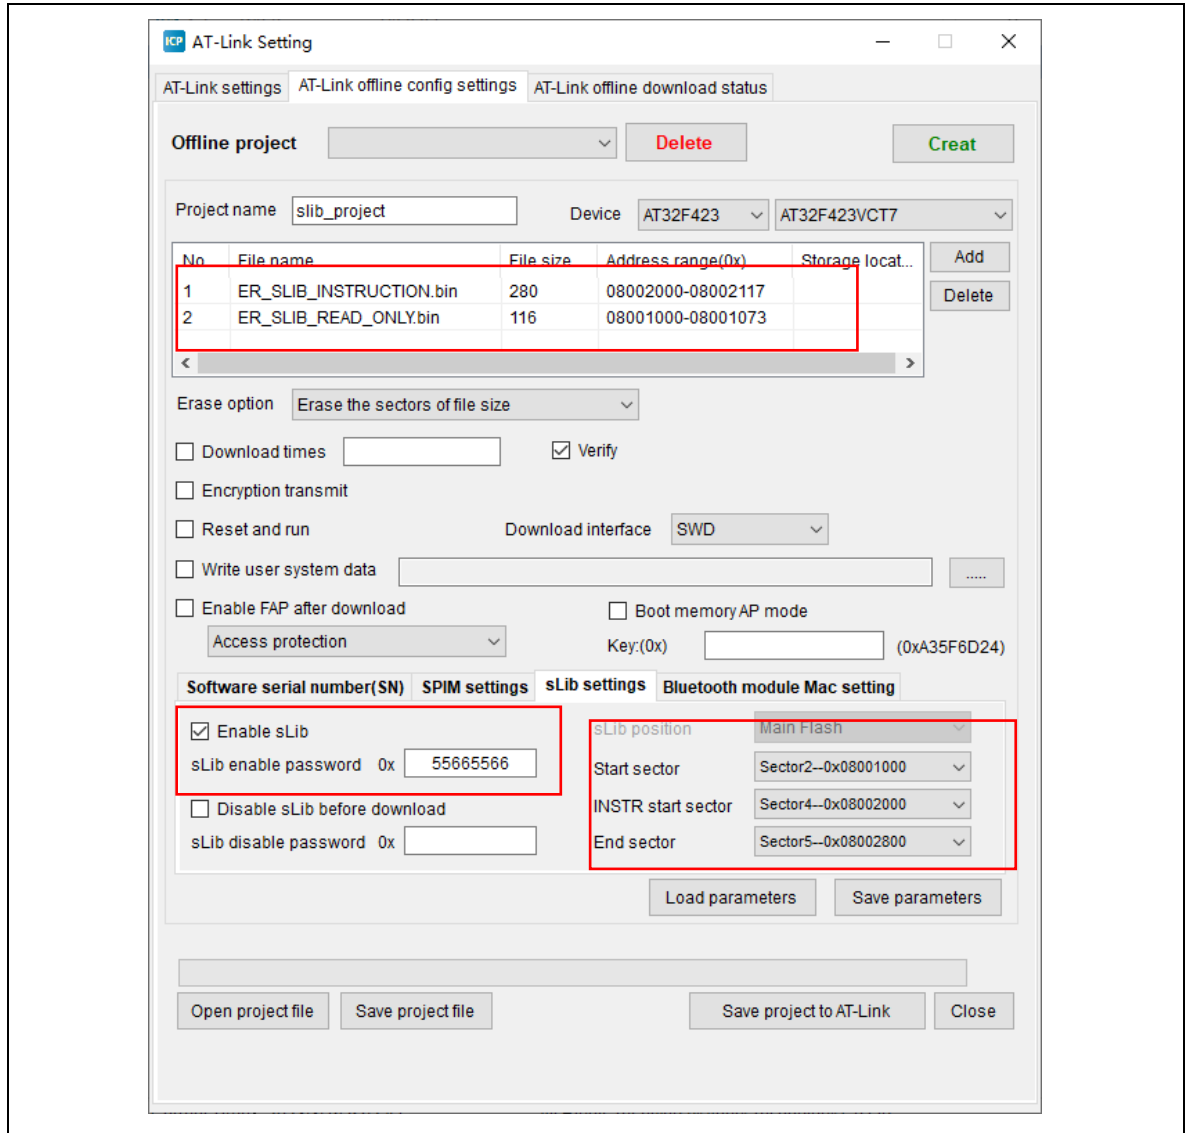 ICP AT-Link Setting
AT-Link settings AT-Link offline config settings AT-Link offline download status
Offline project Delete Creat
Project name slib_project Device AT32F423 AT32F423VCT7
No File name File size Address range(0x) Storage locat... Add
1 ER_SLIB_INSTRUCTION.bin 280 08002000-08002117 Delete
2 ER_SLIB_READ_ONLY.bin 116 08001000-08001073
Erase option Erase the sectors of file size
Download times Verify
Encryption transmit
Reset and run Download interface SWD
Write user system data .....
Enable FAP after download Boot memory AP mode
Access protection Key:(0x) (0xA35F6D24)
Software serial number(SN) SPIM settings sLib settings Bluetooth module Mac setting
Enable sLib sLib position Main Flash
sLib enable password 0x 55665566 Start sector Sector2--0x08001000
Disable sLib before download INSTR start sector Sector4--0x08002000
sLib disable password 0x End sector Sector5--0x08002800
Load parameters Save parameters
Open project file Save project file Save project to AT-Link Close